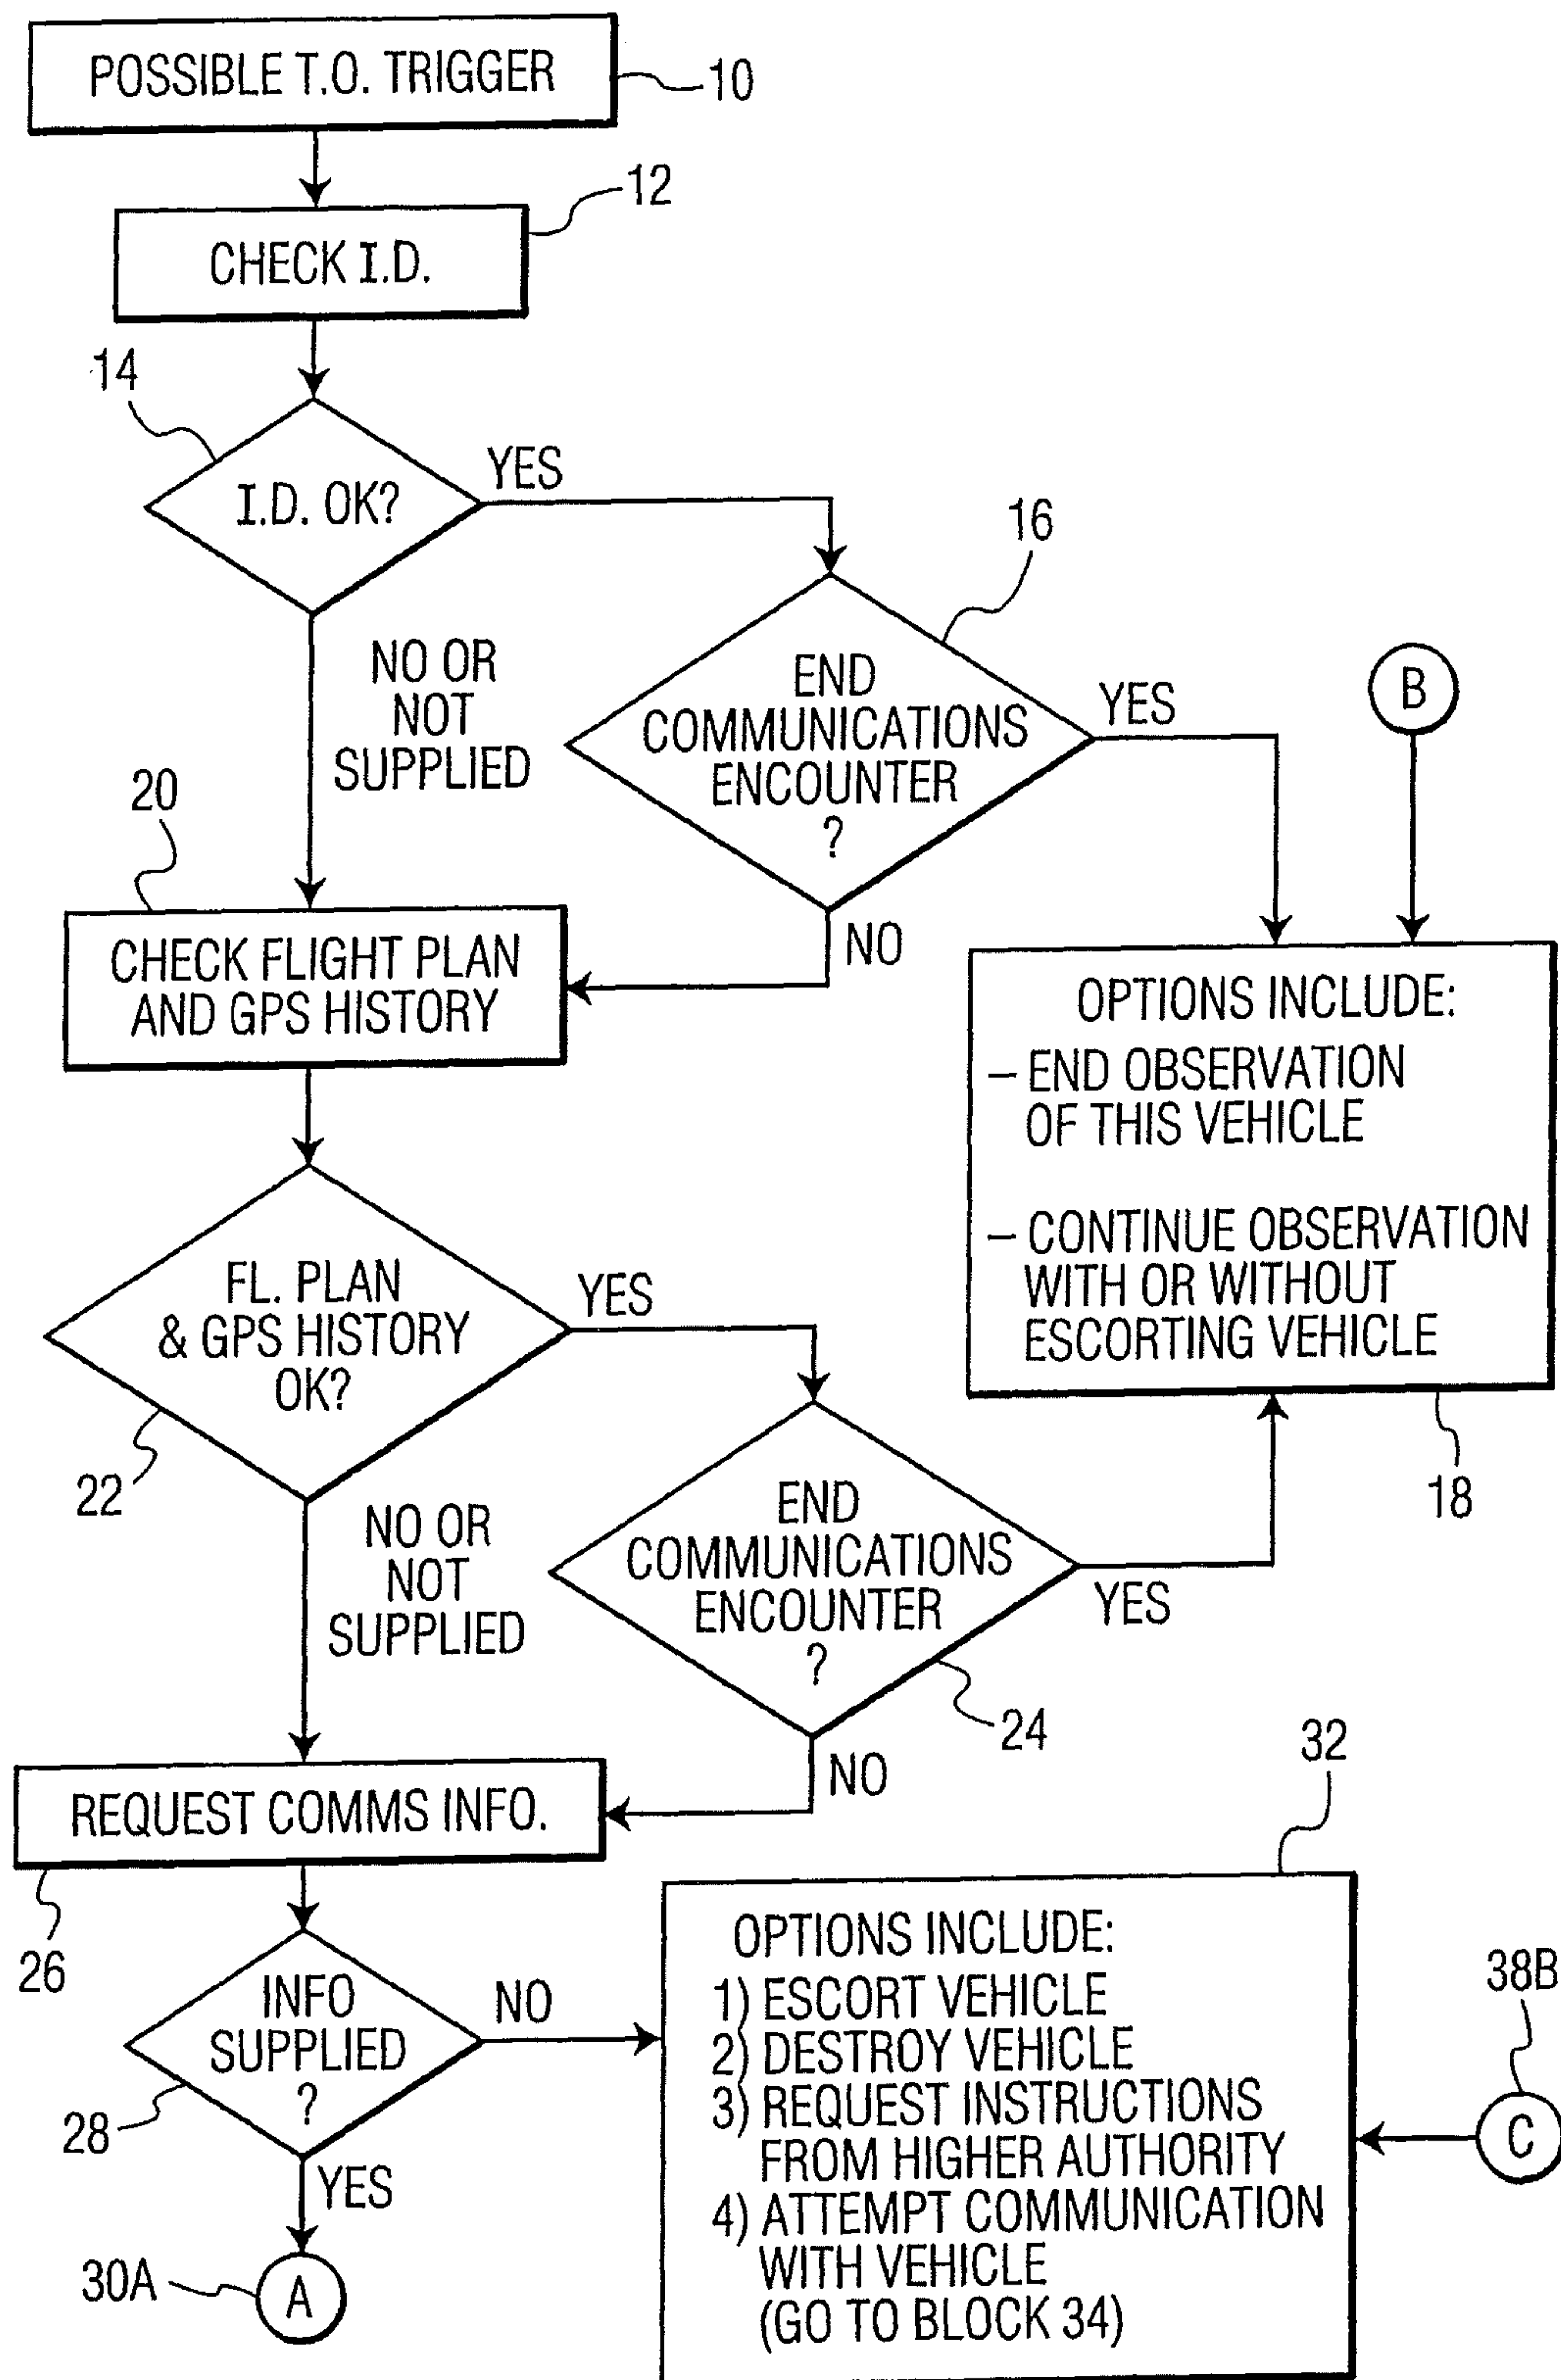 POSSIBLE T.O. TRIGGER
10
12
CHECK I.D.
14
I.D. OK?
YES
16
NO OR
NOT
SUPPLIED
END
COMMUNICATIONS
ENCOUNTER
?
YES
B
20
NO
CHECK FLIGHT PLAN
AND GPS HISTORY
OPTIONS INCLUDE:
– END OBSERVATION
OF THIS VEHICLE
– CONTINUE OBSERVATION
WITH OR WITHOUT
ESCORTING VEHICLE
18
FL. PLAN
& GPS HISTORY
OK?
YES
22
NO OR
NOT
SUPPLIED
END
COMMUNICATIONS
ENCOUNTER
?
YES
24
NO
REQUEST COMMS INFO.
26
32
INFO
SUPPLIED
?
NO
28
YES
30A
A
OPTIONS INCLUDE:
1) ESCORT VEHICLE
2) DESTROY VEHICLE
3) REQUEST INSTRUCTIONS
FROM HIGHER AUTHORITY
4) ATTEMPT COMMUNICATION
WITH VEHICLE
(GO TO BLOCK 34)
38B
C